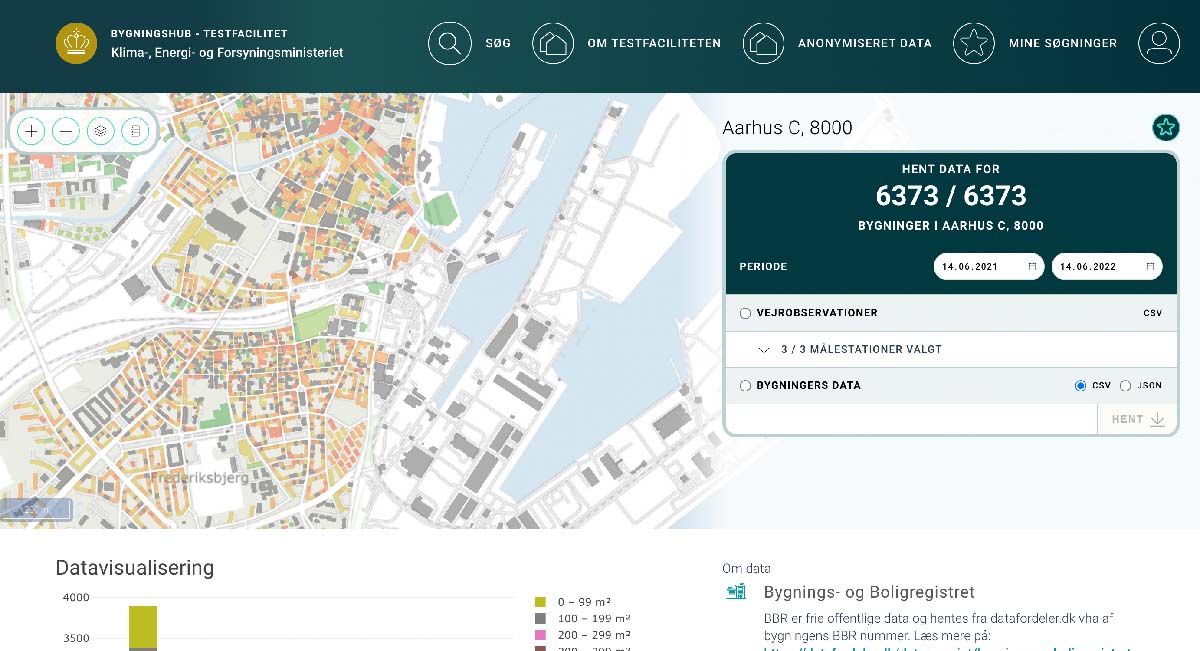 BYGNINGSHUB - TESTFACILITET
Klima-, Energi- og Forsyningsministeriet
SØG
OM TESTFACILITETEN
ANONYMISERET DATA
MINE SØGNINGER
Aarhus C, 8000
HENT DATA FOR
6373 / 6373
BYGNINGER I AARHUS C, 8000
PERIODE
14.06.2021
14.06.2022
VEJROBSERVATIONER
CSV
3 / 3 MÅLESTATIONER VALGT
BYGNINGERS DATA
CSV
JSON
HENT
Frederiksbjerg
Datavisualisering
4000
3500
0 – 99 m²
100 – 199 m²
200 – 299 m²
Om data
Bygnings- og Boligregistret
BBR er frie offentlige data og hentes fra datafordeler.dk vha af
bygningens BBR nummer. Læs mere på: